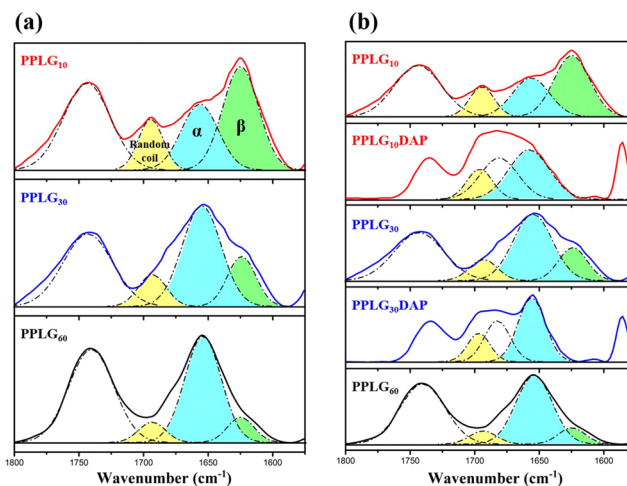 (a)
(b)
PPLG10
Random
coil
α
β
PPLG30
PPLG60
1800 1750 1700 1650 1600
Wavenumber (cm-1)
PPLG10
PPLG10DAP
PPLG30
PPLG30DAP
PPLG60
1800 1750 1700 1650 1600
Wavenumber (cm-1)